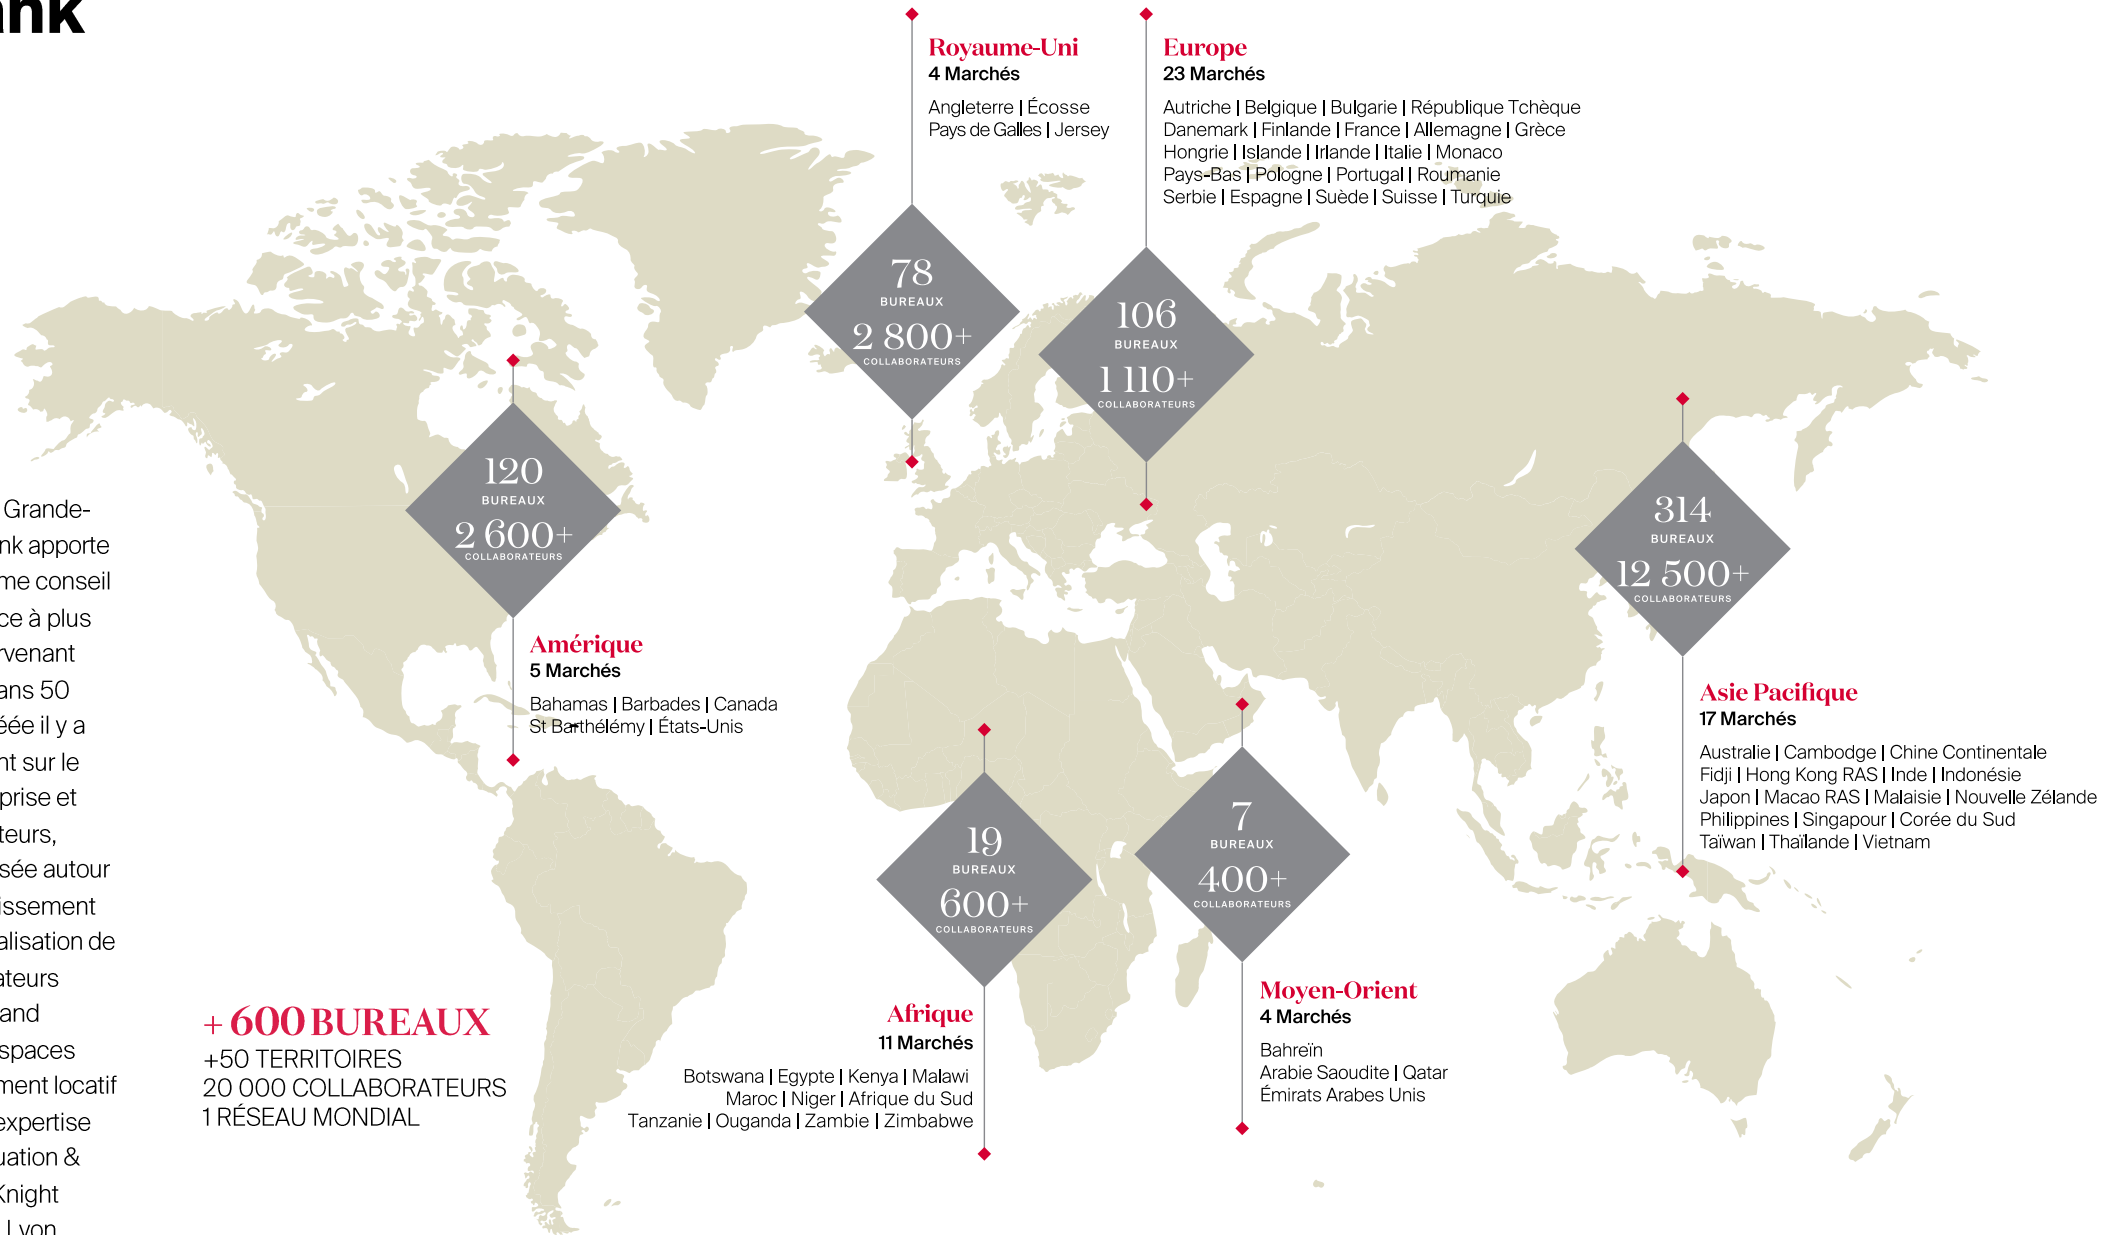 ank
Grande-
nk apporte
me conseil
ce à plus
rvenant
ans 50
éée il y a
nt sur le
prise et
teurs,
sée autour
issement
alisation de
ateurs
and
spaces
ment locatif
expertise
uation &
Knight
Lyon
+ 600 BUREAUX
+50 TERRITOIRES
20 000 COLLABORATEURS
1 RÉSEAU MONDIAL
120
BUREAUX
2 600+
COLLABORATEURS
Amérique
5 Marchés
Bahamas | Barbades | Canada
St Barthélémy | États-Unis
Royaume-Uni
4 Marchés
Angleterre | Écosse
Pays de Galles | Jersey
78
BUREAUX
2 800+
COLLABORATEURS
Europe
23 Marchés
Autriche | Belgique | Bulgarie | République Tchèque
Danemark | Finlande | France | Allemagne | Grèce
Hongrie | Islande | Irlande | Italie | Monaco
Pays-Bas | Pologne | Portugal | Roumanie
Serbie | Espagne | Suède | Suisse | Turquie
106
BUREAUX
1 110+
COLLABORATEURS
314
BUREAUX
12 500+
COLLABORATEURS
Asie Pacifique
17 Marchés
Australie | Cambodge | Chine Continentale
Fidji | Hong Kong RAS | Inde | Indonésie
Japon | Macao RAS | Malaisie | Nouvelle Zélande
Philippines | Singapour | Corée du Sud
Taïwan | Thaïlande | Vietnam
19
BUREAUX
600+
COLLABORATEURS
Afrique
11 Marchés
Botswana | Egypte | Kenya | Malawi
Maroc | Niger | Afrique du Sud
Tanzanie | Ouganda | Zambie | Zimbabwe
7
BUREAUX
400+
COLLABORATEURS
Moyen-Orient
4 Marchés
Bahreïn
Arabie Saoudite | Qatar
Émirats Arabes Unis